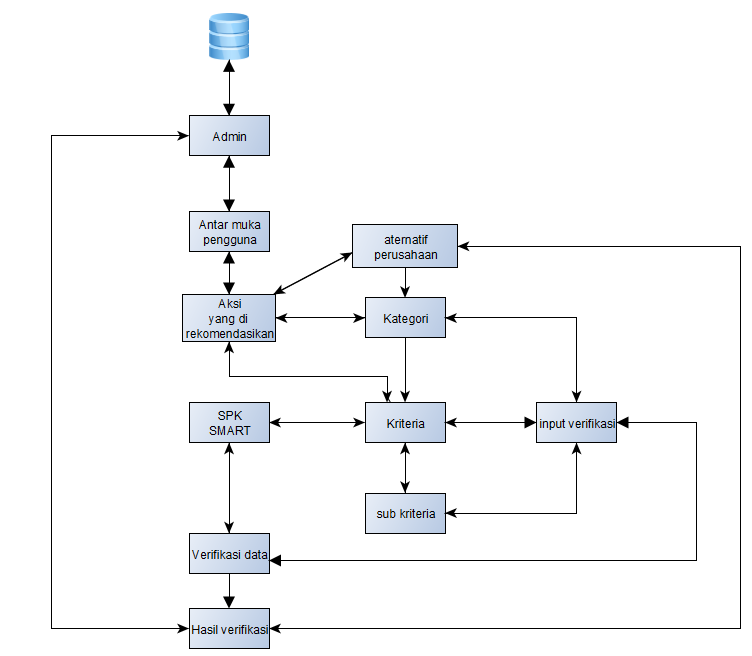 Admin
Antar muka
pengguna
aternatif
perusahaan
Aksi
yang di
rekomendasikan
Kategori
SPK
SMART
Kriteria
input verifikasi
sub kriteria
Verifikasi data
Hasil verifikasi